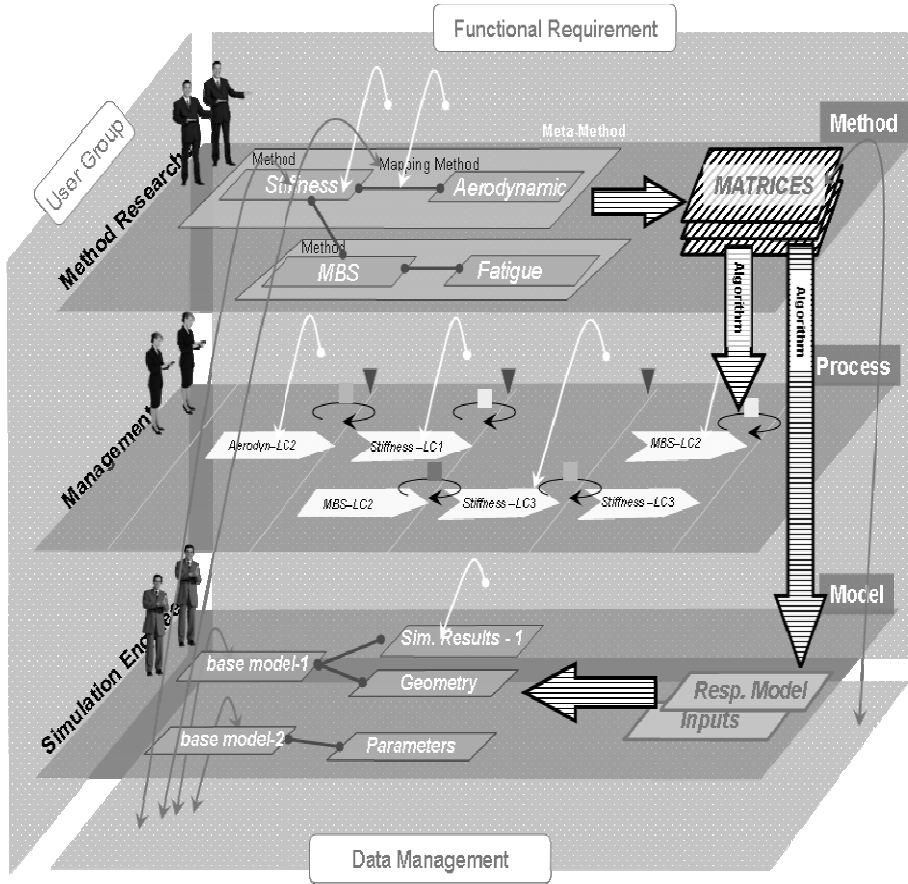 Functional Requirement
User Group
Method
Meta-Method
Method
Mapping Method
Stiffness
Aerodynamic
MATRICES
Method Research
Method
MBS
Fatigue
Algorithm
Algorithm
Process
Management
Aerodyn–LC2
Stiffness –LC1
MBS–LC2
MBS–LC2
Stiffness –LC3
Stiffness –LC3
Model
Simulation
Sim. Results - 1
base model-1
Geometry
Resp. Model
Inputs
base model-2
Parameters
Data Management